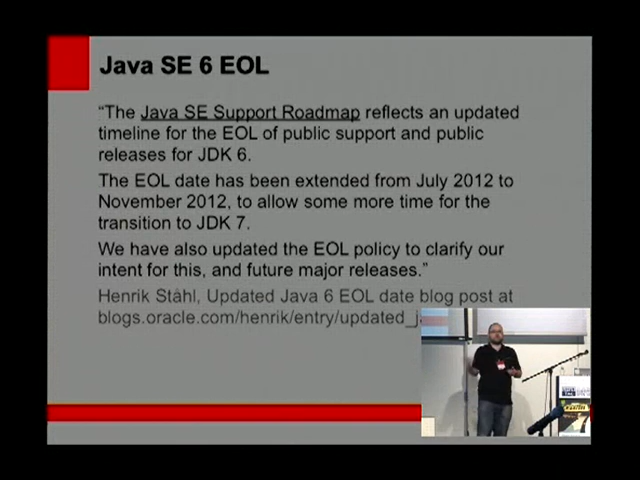 Java SE 6 EOL
“The Java SE Support Roadmap reflects an updated
timeline for the EOL of public support and public
releases for JDK 6.
The EOL date has been extended from July 2012 to
November 2012, to allow some more time for the
transition to JDK 7.
We have also updated the EOL policy to clarify our
intent for this, and future major releases.”
Henrik Ståhl, Updated Java 6 EOL date blog post at
blogs.oracle.com/henrik/entry/updated_j